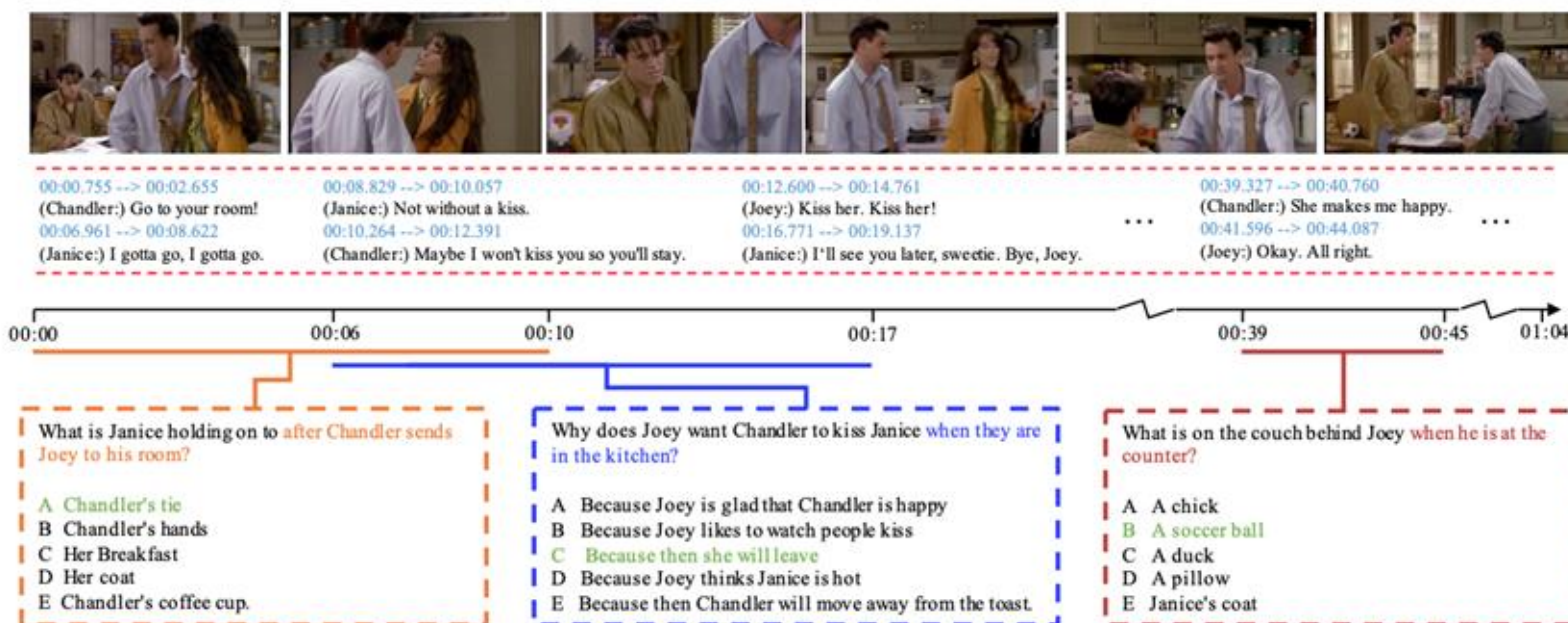 00:00.755 --> 00:02.655
(Chandler:) Go to your room!
00:06.961 --> 00:08.622
(Janice:) I gotta go, I gotta go.
00:08.829 --> 00:10.057
(Janice:) Not without a kiss.
00:10.264 --> 00:12.391
(Chandler:) Maybe I won't kiss you so you'll stay.
00:12.600 --> 00:14.761
(Joey:) Kiss her. Kiss her!
00:16.771 --> 00:19.137
(Janice:) I'll see you later, sweetie. Bye, Joey.
...
00:39.327 --> 00:40.760
(Chandler:) She makes me happy.
00:41.596 --> 00:44.087
(Joey:) Okay. All right.
...
00:00
00:06
00:10
00:17
00:39
00:45
01:04
What is Janice holding on to after Chandler sends
Joey to his room?
A Chandler's tie
B Chandler's hands
C Her Breakfast
D Her coat
E Chandler's coffee cup.
Why does Joey want Chandler to kiss Janice when they are
in the kitchen?
A Because Joey is glad that Chandler is happy
B Because Joey likes to watch people kiss
C Because then she will leave
D Because Joey thinks Janice is hot
E Because then Chandler will move away from the toast.
What is on the couch behind Joey when he is at the
counter?
A A chick
B A soccer ball
C A duck
D A pillow
E Janice's coat